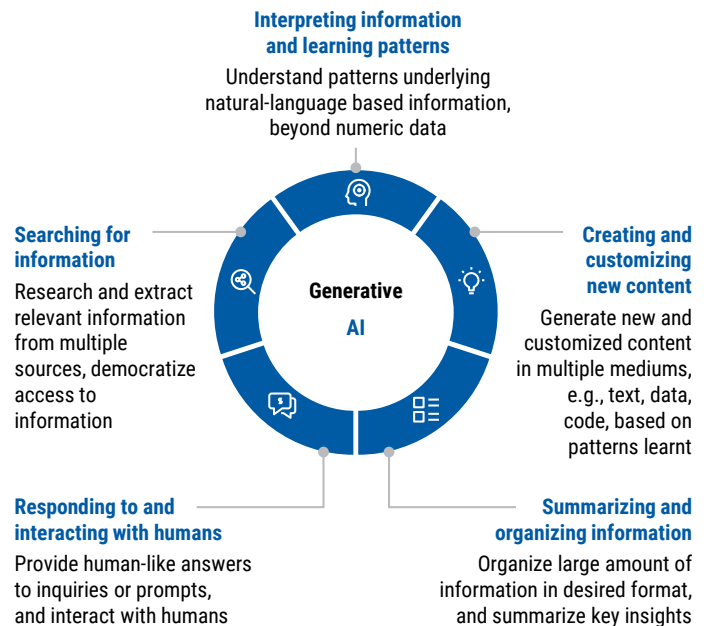 Interpreting information
and learning patterns
Understand patterns underlying
natural-language based information,
beyond numeric data
Searching for
information
Research and extract
relevant information
from multiple
sources, democratize
access to
information
Generative
AI
Creating and
customizing
new content
Generate new and
customized content
in multiple mediums,
e.g., text, data,
code, based on
patterns learnt
Responding to and
interacting with humans
Provide human-like answers
to inquiries or prompts,
and interact with humans
Summarizing and
organizing information
Organize large amount of
information in desired format,
and summarize key insights